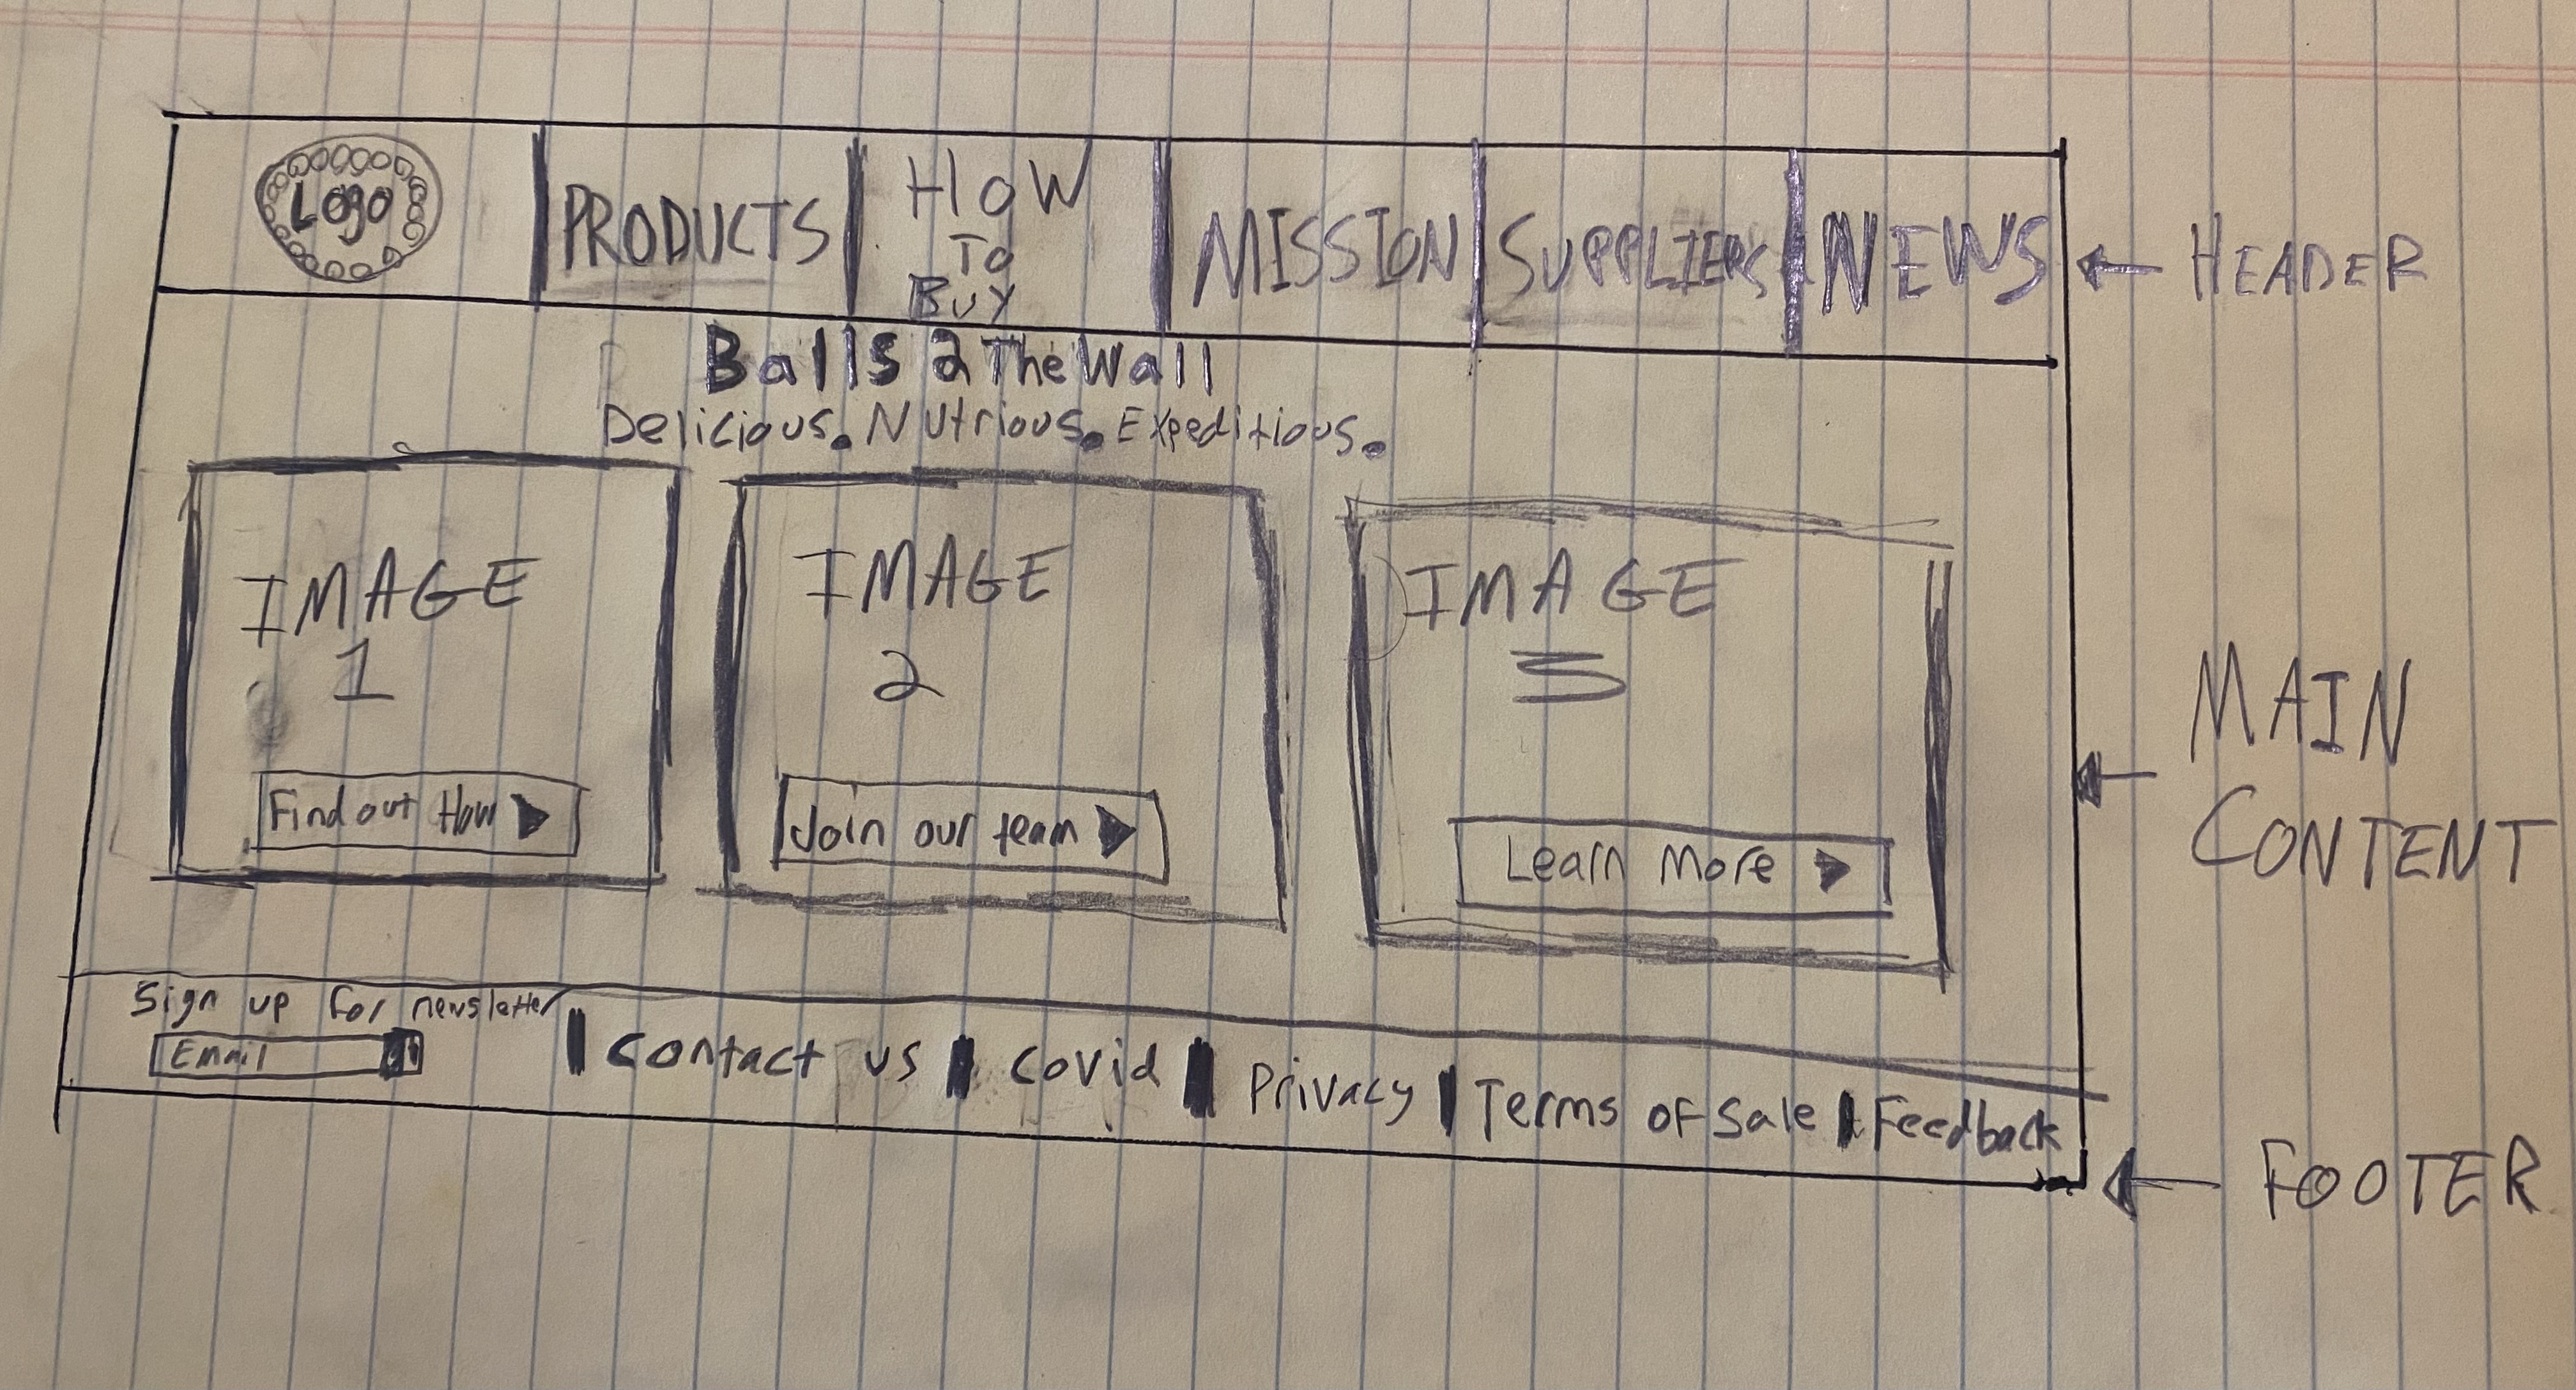 Logo
PRODUCTS
HOW
TO
BUY
MISSION
SUPPLIERS
NEWS
HEADER
Balls 2 The Wall
Delicious. Nutrious. Expeditious.
IMAGE
1
Find out How
IMAGE
2
Join our team
IMAGE
3
Learn More
MAIN
CONTENT
Sign up for newsletter
Email
Contact us
Covid
Privacy
Terms of Sale
Feedback
FOOTER